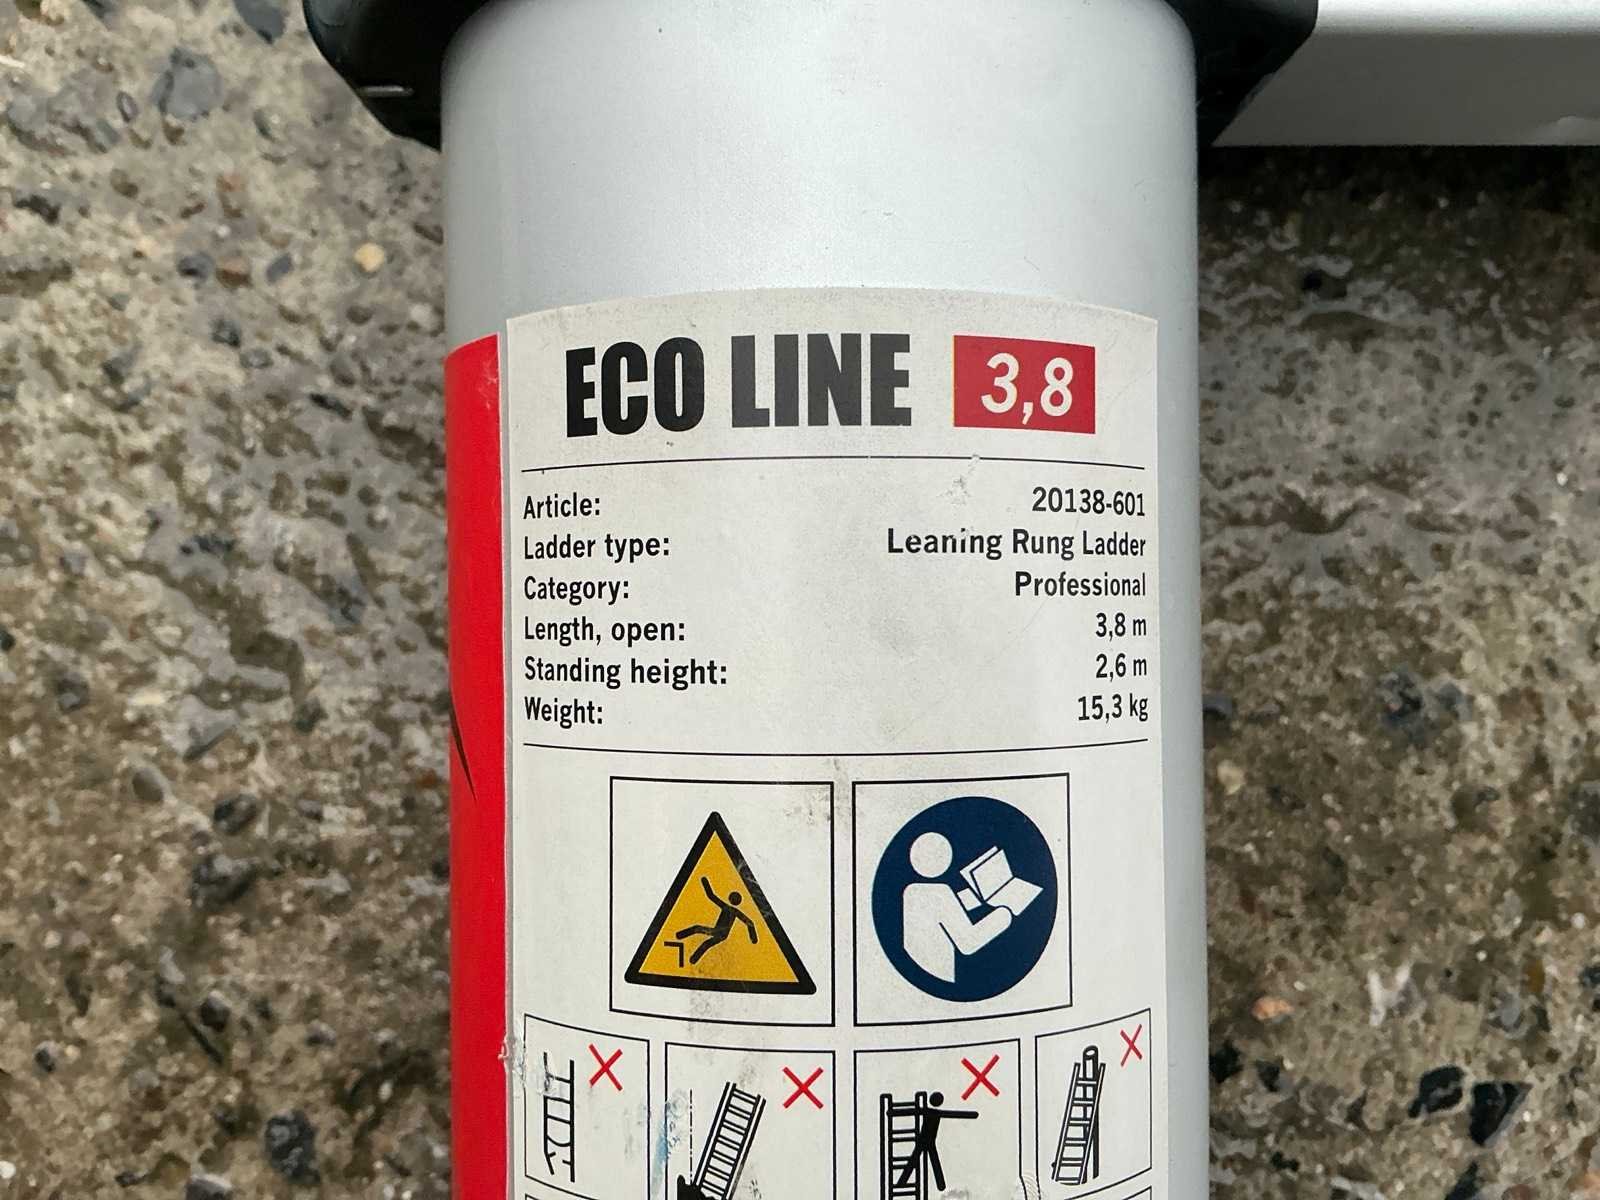 ECO LINE 3,8
Article: 20138-601
Ladder type: Leaning Rung Ladder
Category: Professional
Length, open: 3,8 m
Standing height: 2,6 m
Weight: 15,3 kg